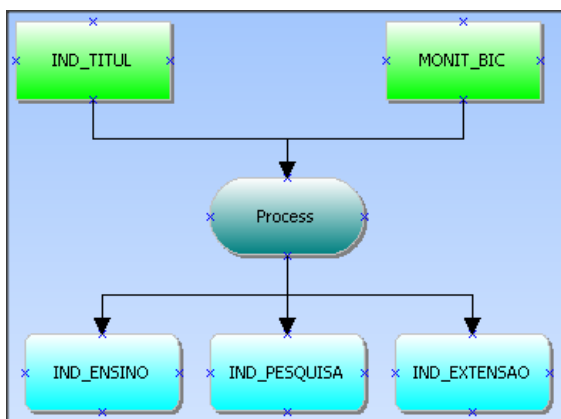 IND_TITUL
MONIT_BIC
Process
IND_ENSINO
IND_PESQUISA
IND_EXTENSAO